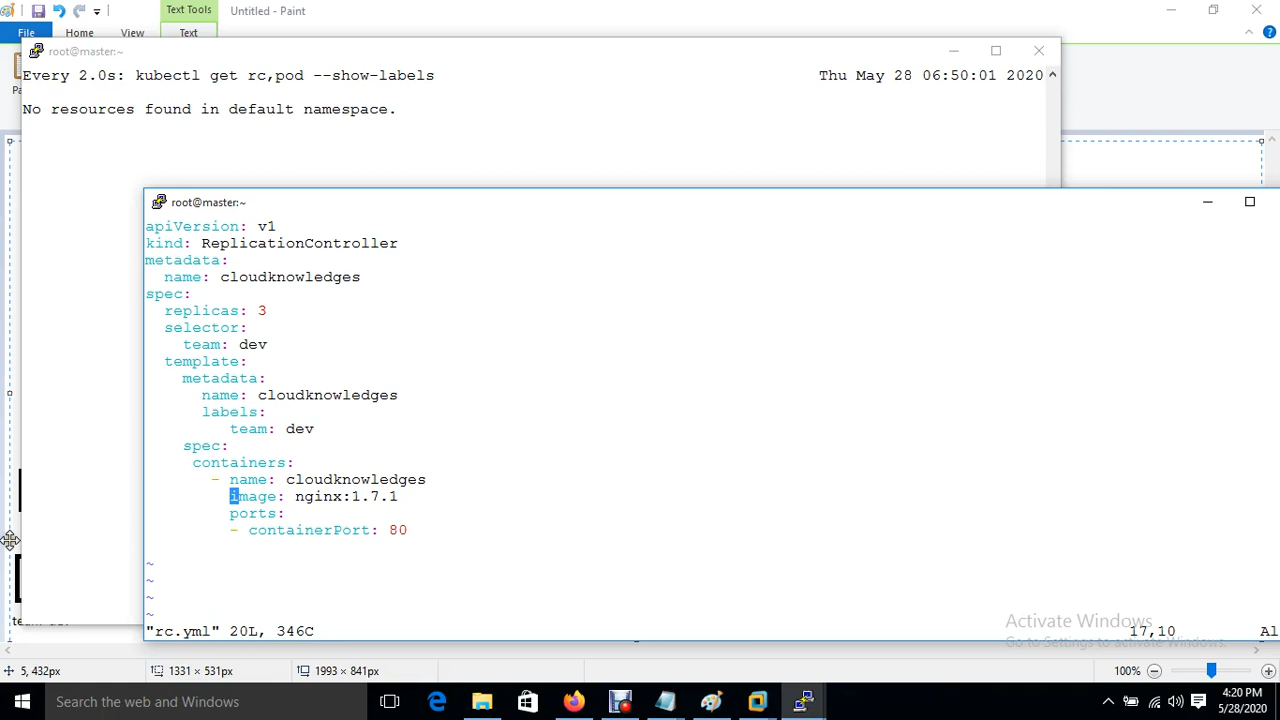 Text Tools
Untitled - Paint
File
Home
View
Text
root@master:~
Every 2.0s: kubectl get rc,pod --show-labels
Thu May 28 06:50:01 2020
No resources found in default namespace.
root@master:~
apiVersion: v1
kind: ReplicationController
metadata:
name: cloudknowledges
spec:
replicas: 3
selector:
team: dev
template:
metadata:
name: cloudknowledges
labels:
team: dev
spec:
containers:
- name: cloudknowledges
image: nginx:1.7.1
ports:
- containerPort: 80
~
~
~
~
"rc.yml" 20L, 346C
17,10
Al
Activate Windows
Go to Settings to activate Windows.
5, 432px
1331 × 531px
1993 × 841px
100%
Search the web and Windows
4:20 PM
5/28/2020